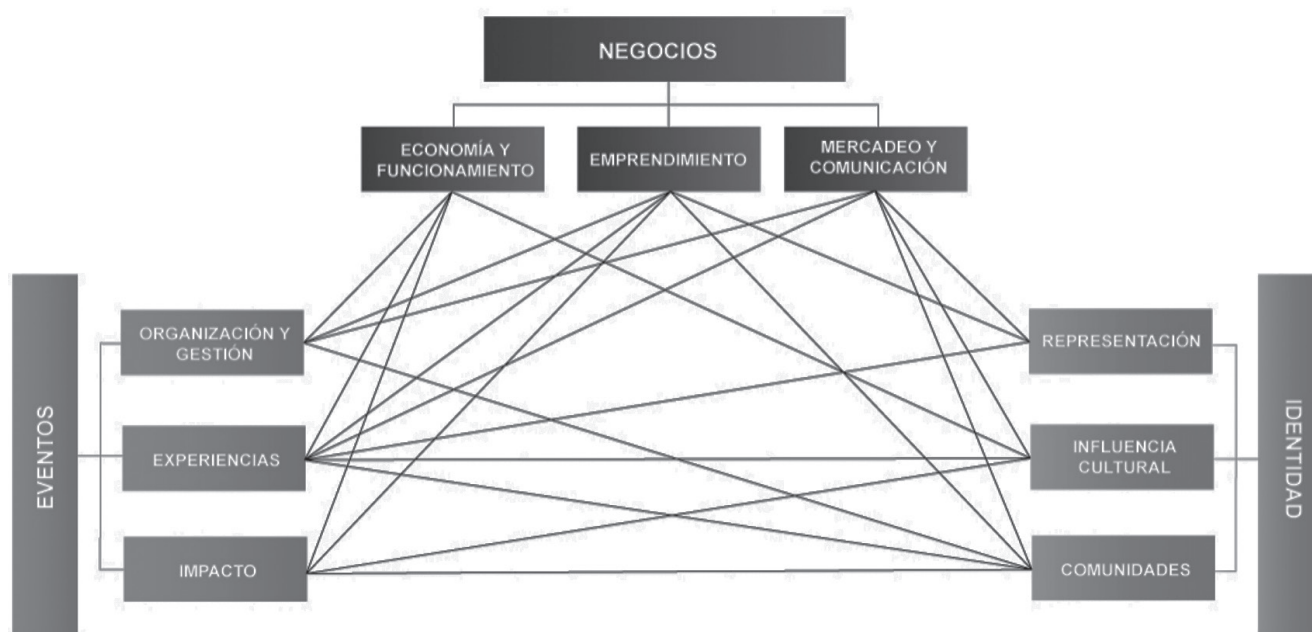 NEGOCIOS
ECONOMÍA Y
FUNCIONAMIENTO
EMPRENDIMIENTO
MERCADEO Y
COMUNICACIÓN
EVENTOS
ORGANIZACIÓN Y
GESTIÓN
EXPERIENCIAS
IMPACTO
REPRESENTACIÓN
INFLUENCIA
CULTURAL
COMUNIDADES
IDENTIDAD